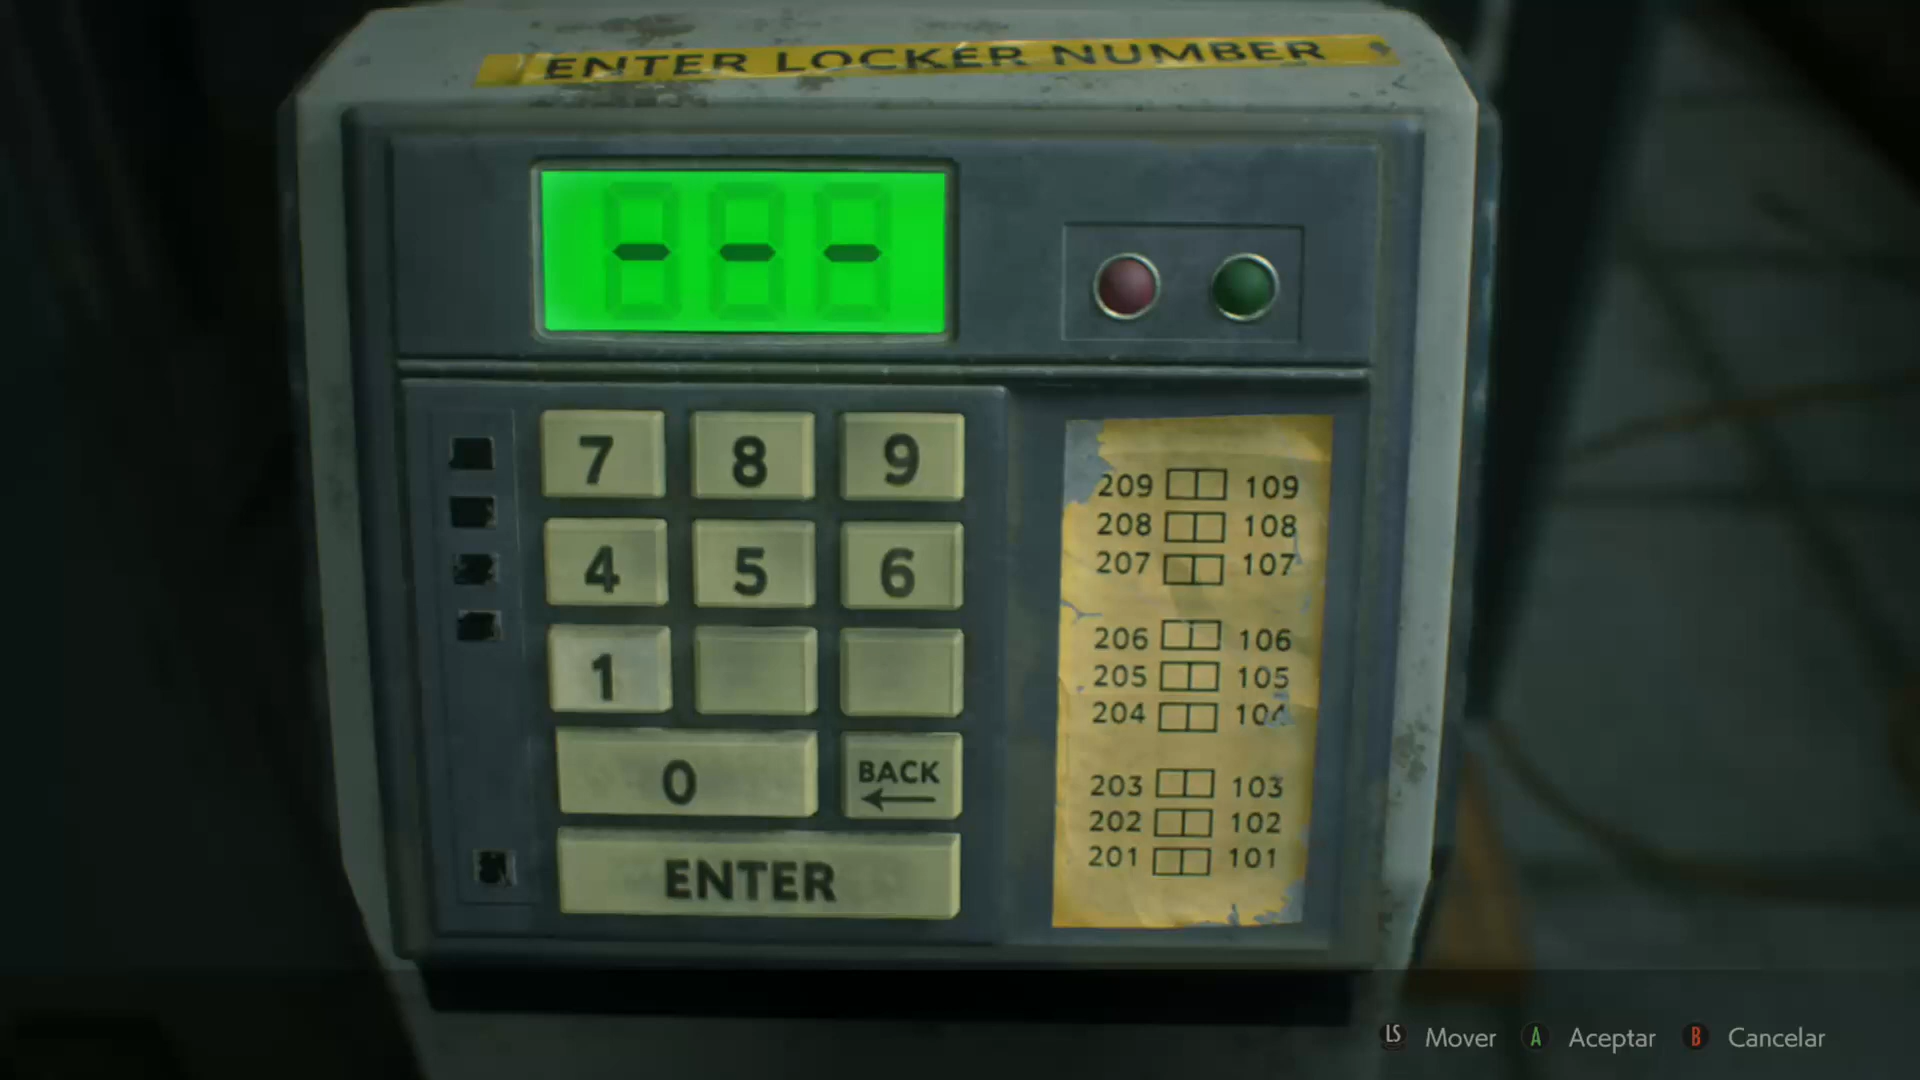 ENTER LOCKER NUMBER
- - -
7 8 9
4 5 6
1
0 BACK
ENTER
209 109
208 108
207 107
206 106
205 105
204 104
203 103
202 102
201 101
LS Mover A Aceptar B Cancelar